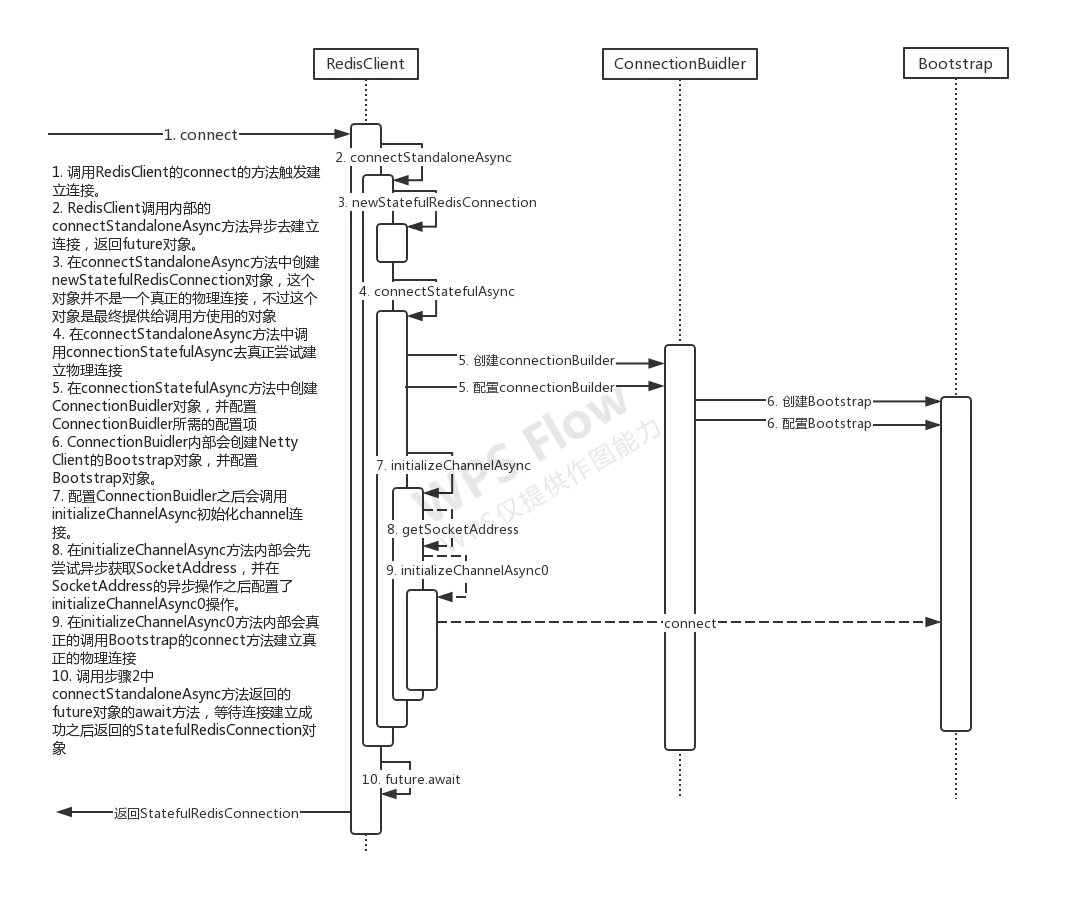 RedisClient
ConnectionBuidler
Bootstrap
1. connect
2. connectStandaloneAsync
3. newStatefulRedisConnection
4. connectStatefulAsync
5. 创建connectionBuilder
5. 配置connectionBuilder
6. 创建Bootstrap
6. 配置Bootstrap
7. initializeChannelAsync
8. getSocketAddress
9. initializeChannelAsync0
connect
10. future.await
返回StatefulRedisConnection
1. 调用RedisClient的connect的方法触发建
立连接。
2. RedisClient调用内部的
connectStandaloneAsync方法异步去建立
连接，返回future对象。
3. 在connectStandaloneAsync方法中创建
newStatefulRedisConnection对象，这个
对象并不是一个真正的物理连接，不过这个
对象是最终提供给调用方使用的对象
4. 在connectStandaloneAsync方法中调
用connectionStatefulAsync去真正尝试建
立物理连接
5. 在connectionStatefulAsync方法中创建
ConnectionBuidler对象，并配置
ConnectionBuidler所需的配置项
6. ConnectionBuidler内部会创建Netty
Client的Bootstrap对象，并配置
Bootstrap对象。
7. 配置ConnectionBuidler之后会调用
initializeChannelAsync初始化channel连
接。
8. 在initializeChannelAsync方法内部会先
尝试异步获取SocketAddress，并在
SocketAddress的异步操作之后配置了
initializeChannelAsync0操作。
9. 在initializeChannelAsync0方法内部会真
正的调用Bootstrap的connect方法建立真
正的物理连接
10. 调用步骤2中
connectStandaloneAsync方法返回的
future对象的await方法，等待连接建立成
功之后返回的StatefulRedisConnection对
象
WPS Flow
WPS仅提供作图能力